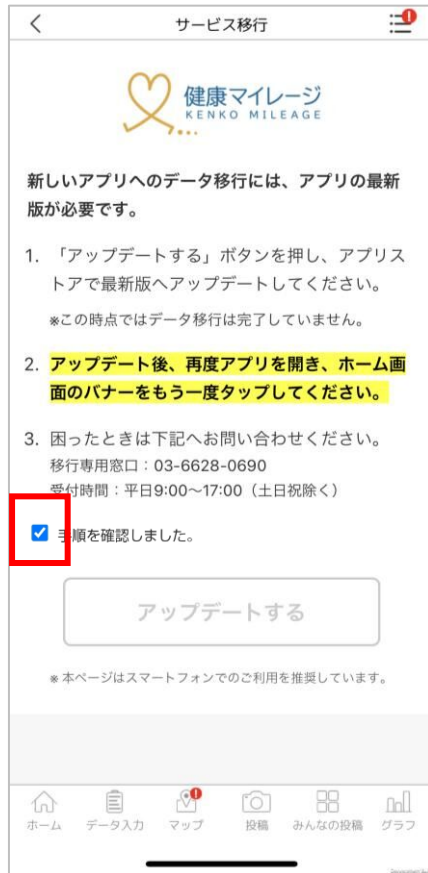 サービス移行
健康マイレージ
KENKO MILEAGE
新しいアプリへのデータ移行には、アプリの最新
版が必要です。
1. 「アップデートする」ボタンを押し、アプリス
トアで最新版へアップデートしてください。
※この時点ではデータ移行は完了していません。
2. アップデート後、再度アプリを開き、ホーム画
面のバナーをもう一度タップしてください。
3. 困ったときは下記へお問い合わせください。
移行専用窓口：03-6628-0690
受付時間：平日9:00〜17:00（土日祝除く）
手順を確認しました。
アップデートする
※ 本ページはスマートフォンでのご利用を推奨しています。
ホーム データ入力 マップ 投稿 みんなの投稿 グラフ